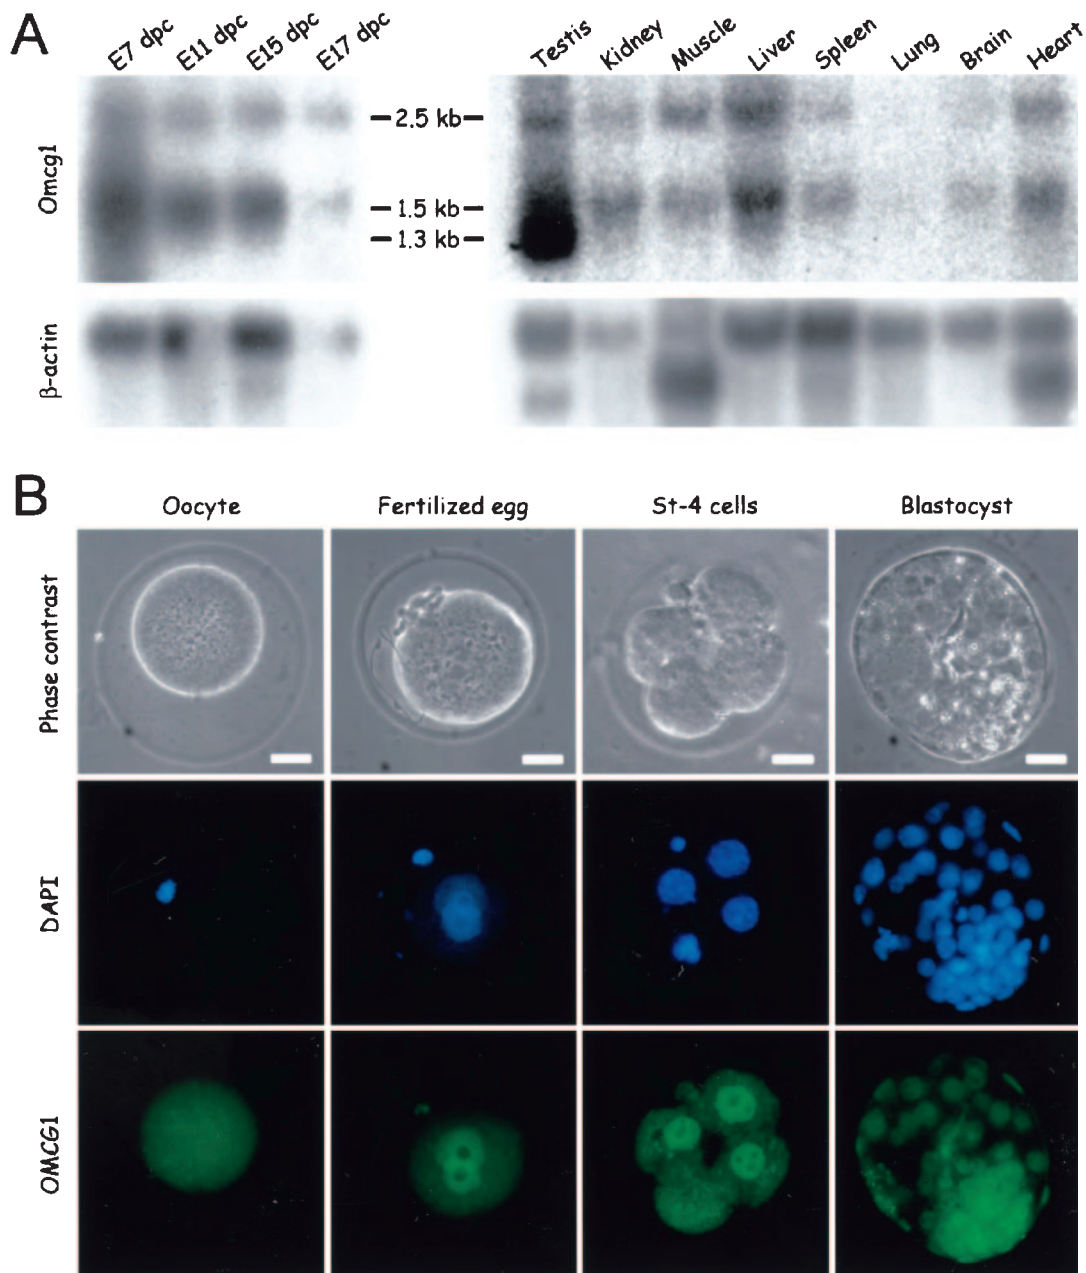 A
E7 dpc E11 dpc E15 dpc E17 dpc
Testis Kidney Muscle Liver Spleen Lung Brain Heart
Omcg1
2.5 kb
1.5 kb
1.3 kb
β-actin
B
Oocyte Fertilized egg St-4 cells Blastocyst
Phase contrast
DAPI
OMCG1